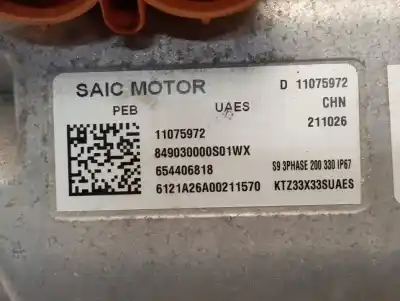 SAIC MOTOR D 11075972
PEB UAES CHN
211026
11075972
849030000S01WX
654406818 S9 3PHASE 200 330 IP67
6121A26A00211570 KTZ33X33SUAES